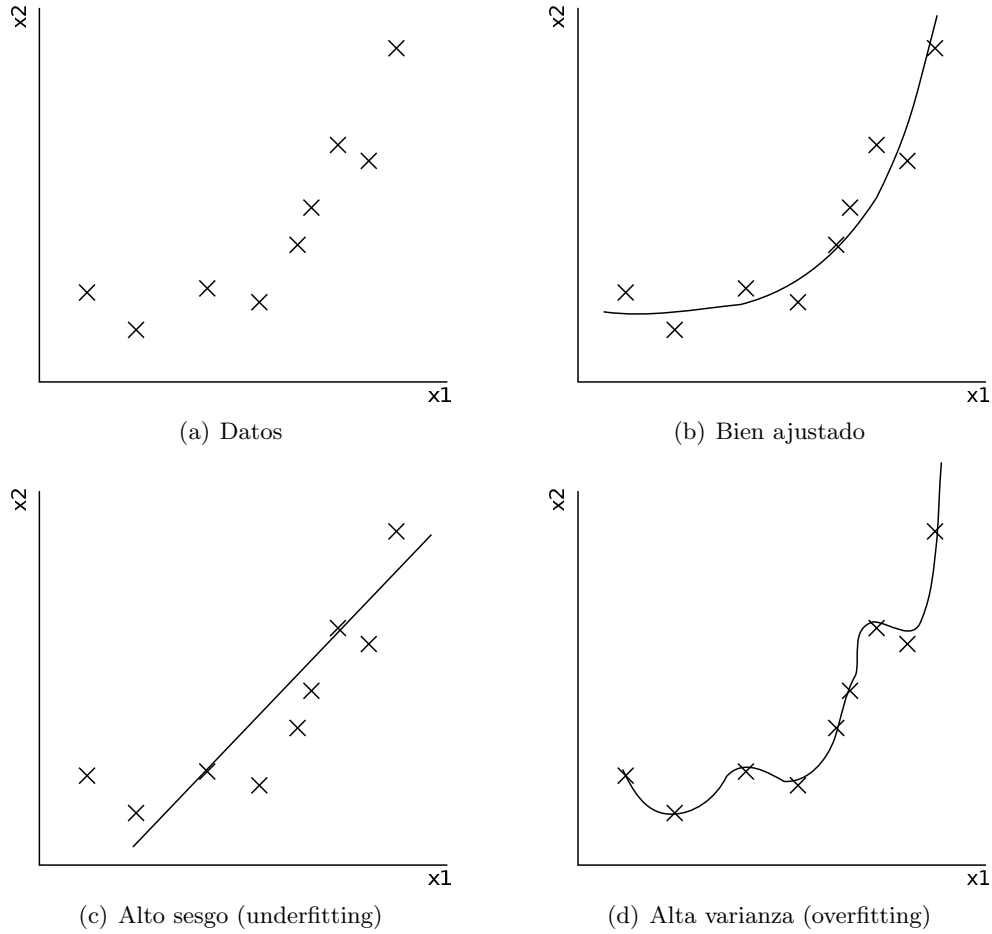 x2
x1
(a) Datos
x2
x1
(b) Bien ajustado
x2
x1
(c) Alto sesgo (underfitting)
x2
x1
(d) Alta varianza (overfitting)